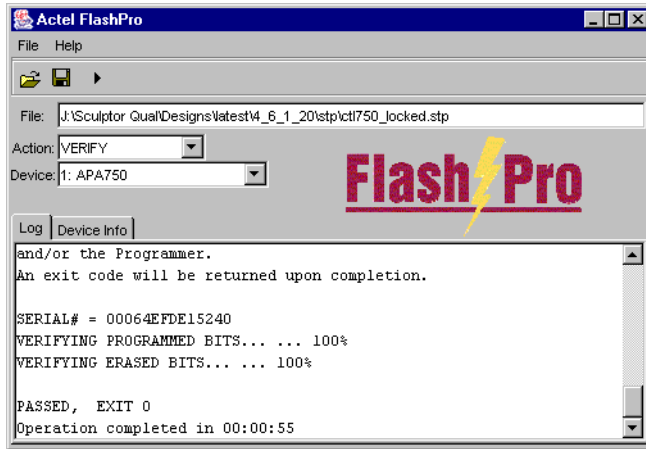 Actel FlashPro
File Help
File: J:\Sculptor Qual\Designs\latest\4_6_1_20\stp\ctl750_locked.stp
Action: VERIFY
Device: 1: APA750
Flash Pro
Log Device Info
and/or the Programmer.
An exit code will be returned upon completion.
SERIAL# = 00064EFDE15240
VERIFYING PROGRAMMED BITS... ... 100%
VERIFYING ERASED BITS... ... 100%
PASSED, EXIT 0
Operation completed in 00:00:55